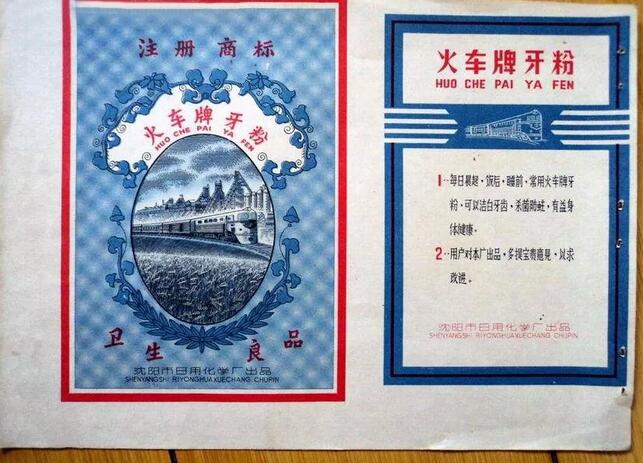 注册 商标
火车牌牙粉
HUO CHE PAI YA FEN
卫生 良品
沈阳市日用化学厂出品
SHENYANGSHI RIYONGHUAXUECHANG CHUPIN
火车牌牙粉
HUO CHE PAI YA FEN
1··每日晨起·饭后·睡前·常用火车牌牙
粉·可以洁白牙齿·杀菌防蛀·有益身
体健康。
2··用户对本厂出品·多提宝贵意见·以求
改进。
沈阳市日用化学厂出品
SHENYANGSHI RIYONGHUAXUECHANG CHUPIN